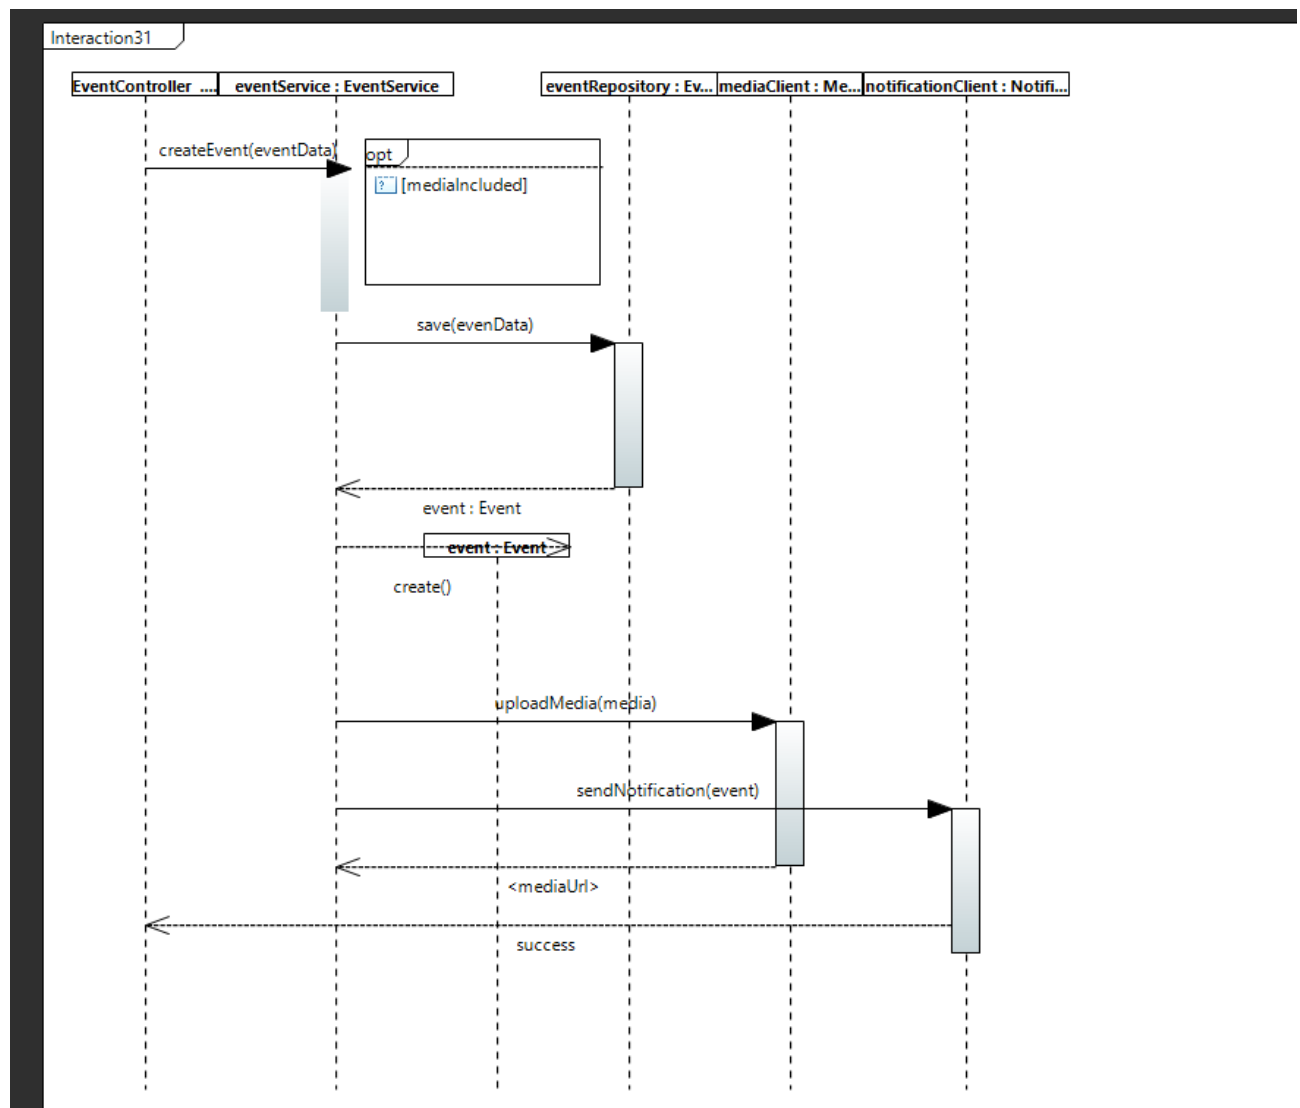 Interaction31
EventController ....
eventService : EventService
eventRepository : Ev...
mediaClient : Me...
notificationClient : Notifi...
createEvent(eventData)
opt
[mediaIncluded]
save(evenData)
event : Event
event : Event
create()
uploadMedia(media)
sendNotification(event)
<mediaUrl>
success